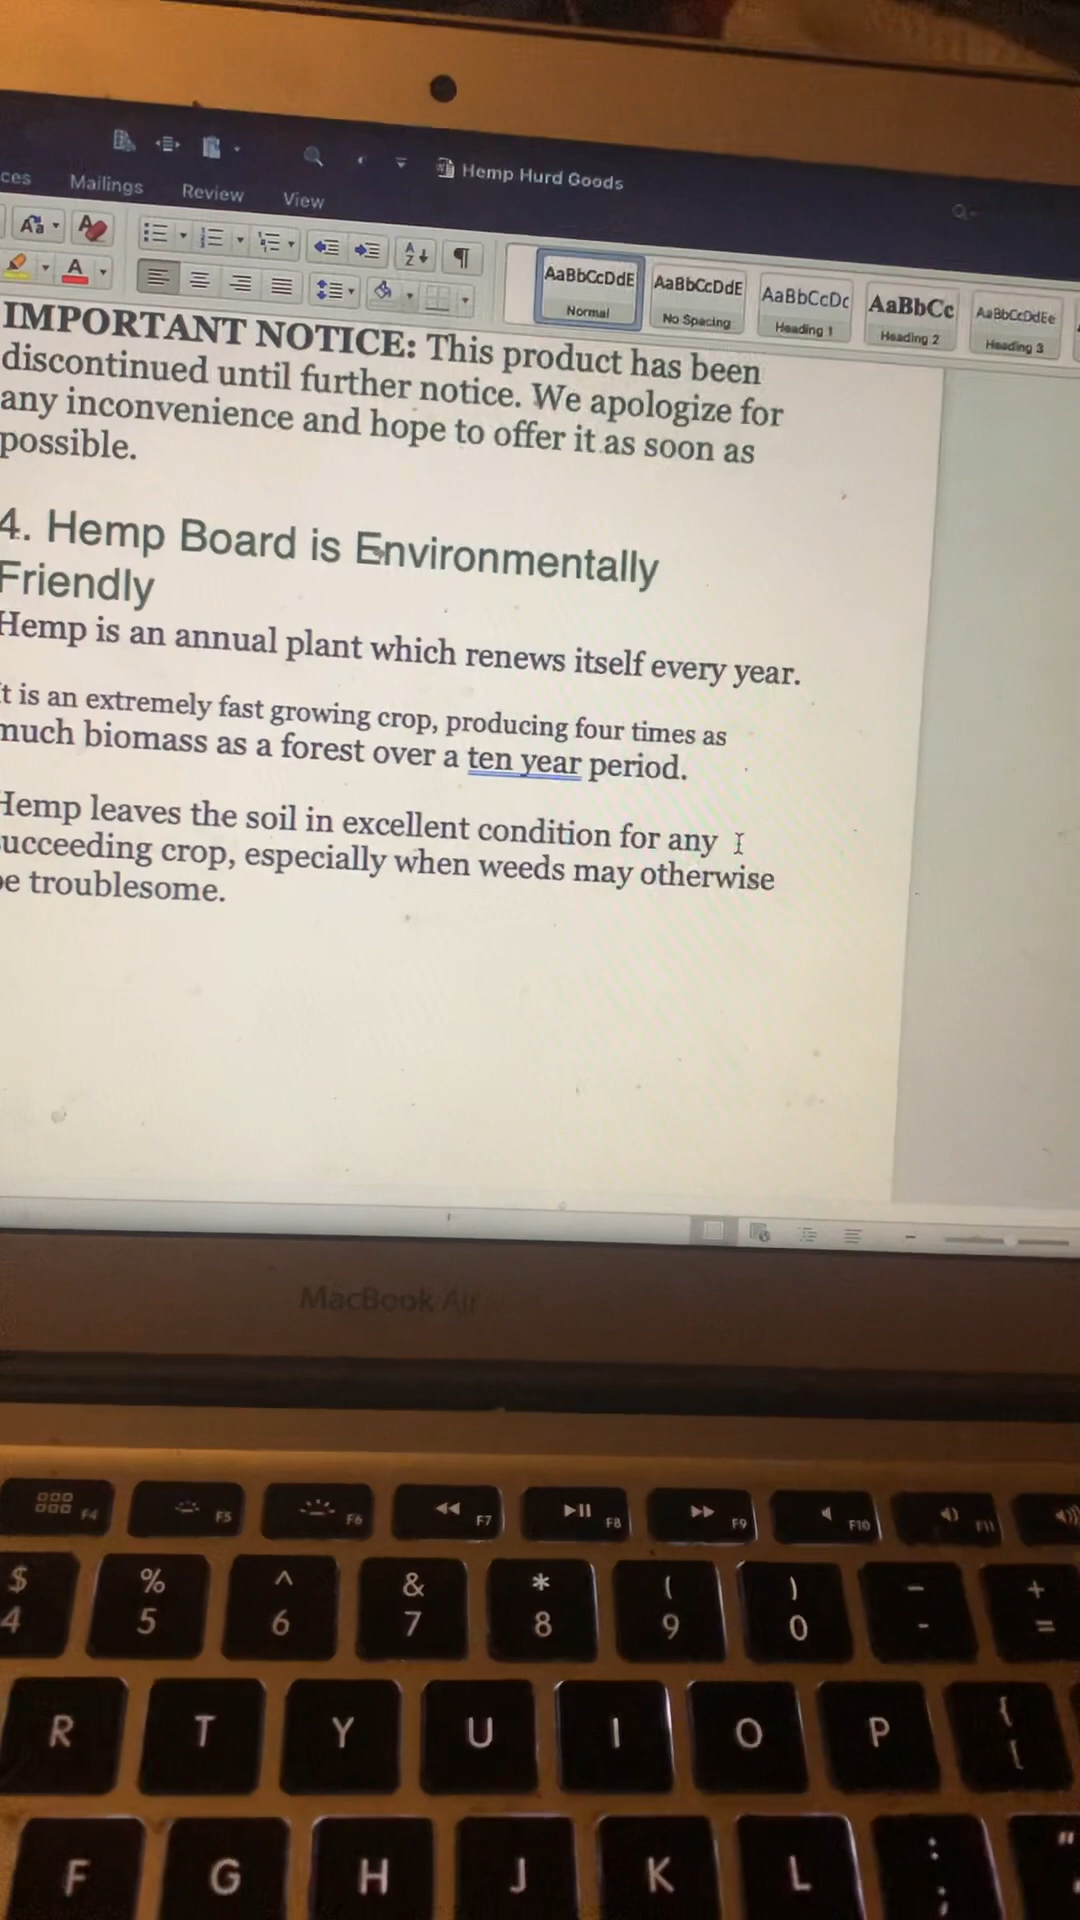 Hemp Hurd Goods
ces Mailings Review View
AaBbCcDdE AaBbCcDdE AaBbCcDc AaBbCc AaBbCcDdEe
Normal No Spacing Heading 1 Heading 2 Heading 3
IMPORTANT NOTICE: This product has been
discontinued until further notice. We apologize for
any inconvenience and hope to offer it as soon as
possible.
4. Hemp Board is Environmentally
Friendly
Hemp is an annual plant which renews itself every year.
t is an extremely fast growing crop, producing four times as
much biomass as a forest over a ten year period.
Hemp leaves the soil in excellent condition for any
ucceeding crop, especially when weeds may otherwise
be troublesome.
MacBook Air
F4 F5 F6 F7 F8 F9 F10 F11
$ % ^ & * ( ) – +
4 5 6 7 8 9 0 - =
R T Y U I O P { [
F G H J K L : ; "